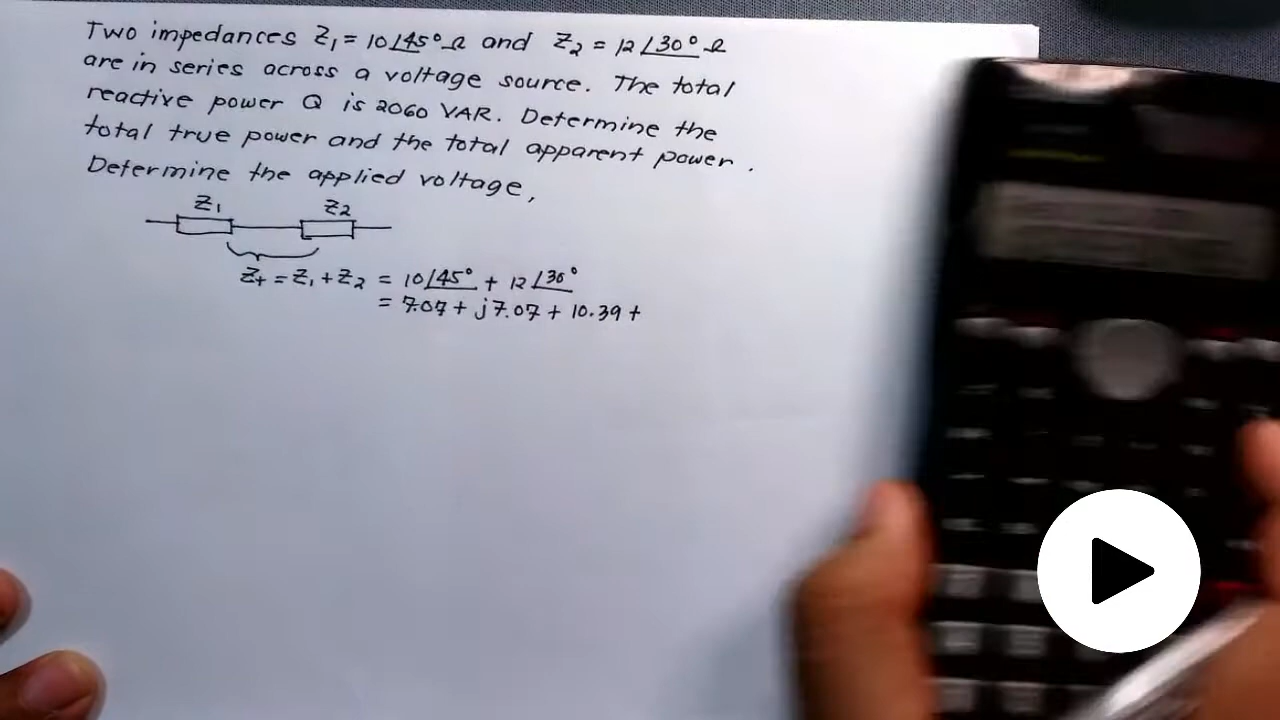 Two impedances Z1 = 10∠45° Ω and Z2 = 12∠30° Ω
are in series across a voltage source. The total
reactive power Q is 2060 VAR. Determine the
total true power and the total apparent power.
Determine the applied voltage,
Z1 Z2
Zt = Z1 + Z2 = 10∠45° + 12∠30°
= 7.07 + j7.07 + 10.39 +